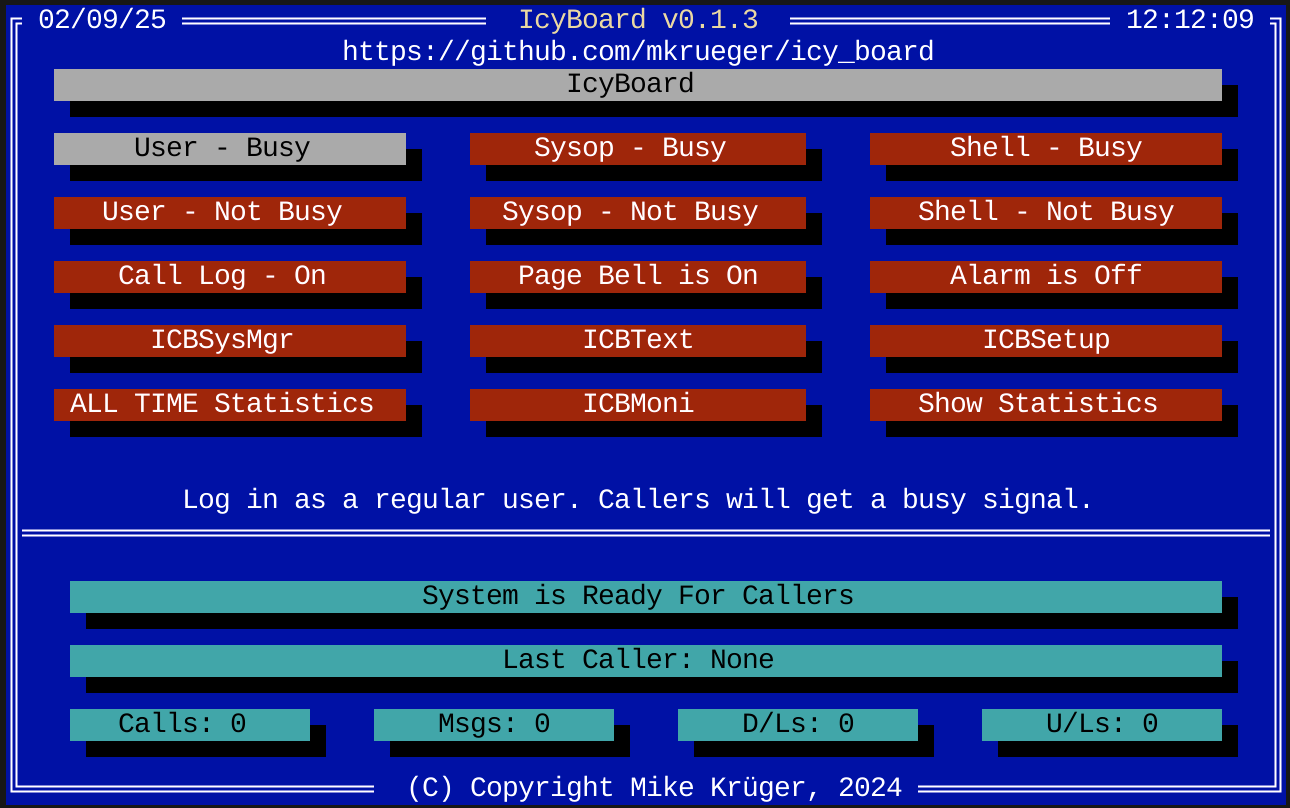 02/09/25 IcyBoard v0.1.3 12:12:09
https://github.com/mkrueger/icy_board
IcyBoard
User - Busy Sysop - Busy Shell - Busy
User - Not Busy Sysop - Not Busy Shell - Not Busy
Call Log - On Page Bell is On Alarm is Off
ICBSysMgr ICBText ICBSetup
ALL TIME Statistics ICBMoni Show Statistics
Log in as a regular user. Callers will get a busy signal.
System is Ready For Callers
Last Caller: None
Calls: 0 Msgs: 0 D/Ls: 0 U/Ls: 0
(C) Copyright Mike Krüger, 2024